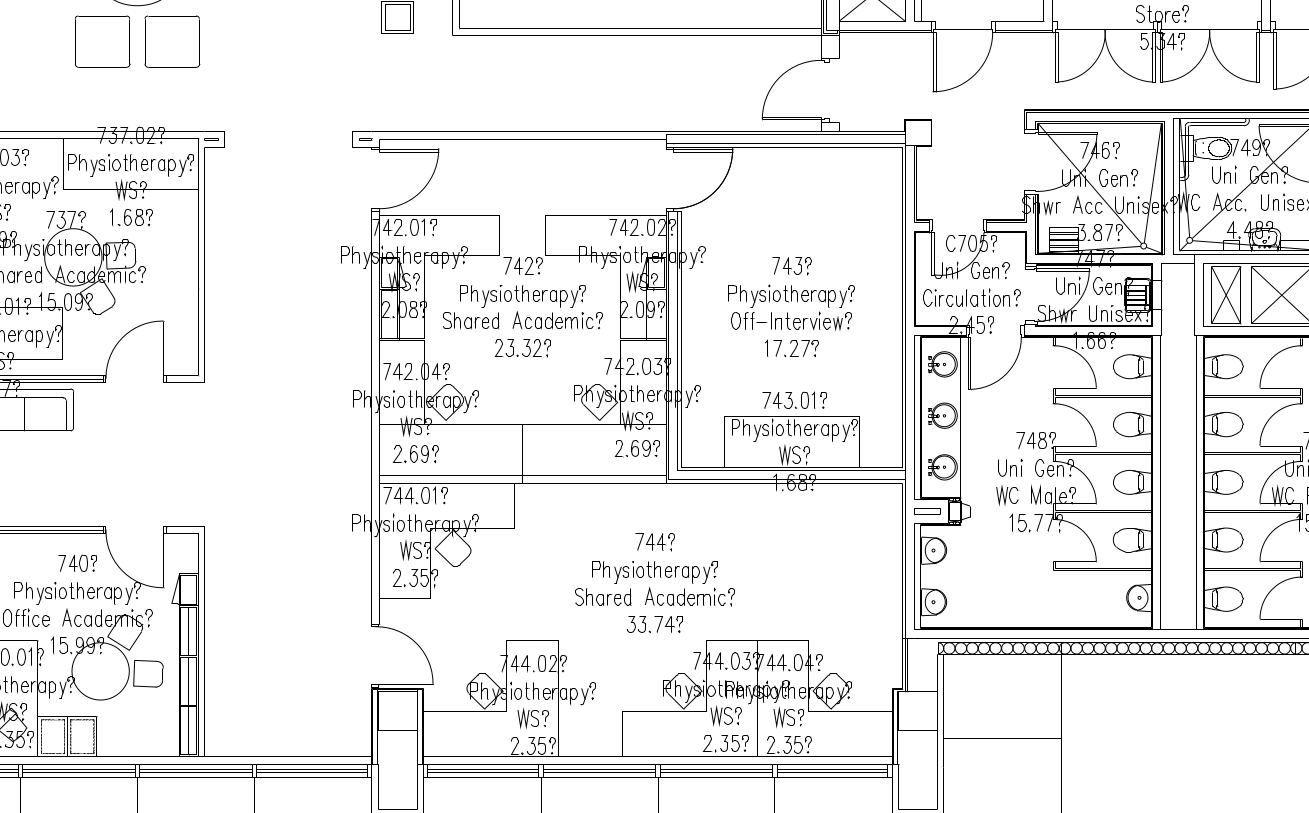 Store?
5.34?
737.02?
Physiotherapy?
WS?
1.68?
03?
herapy?
S?
9?
737?
Physiotherapy?
hared Academic?
15.09?
.01?
herapy?
S?
7?
742.01?
Physiotherapy?
WS?
2.08?
742.02?
Physiotherapy?
WS?
2.09?
742?
Physiotherapy?
Shared Academic?
23.32?
742.04?
Physiotherapy?
WS?
2.69?
742.03?
Physiotherapy?
WS?
2.69?
743?
Physiotherapy?
Off-Interview?
17.27?
743.01?
Physiotherapy?
WS?
1.68?
746?
Uni Gen?
Shwr Acc Unisex?
3.87?
749?
Uni Gen?
WC Acc. Unisex
4.48?
C705?
Uni Gen?
Circulation?
2.45?
747?
Uni Gen?
Shwr Unisex?
1.66?
748?
Uni Gen?
WC Male?
15.77?
7
Uni
WC F
15
744.01?
Physiotherapy?
WS?
2.35?
744?
Physiotherapy?
Shared Academic?
33.74?
740?
Physiotherapy?
Office Academic?
15.99?
0.01?
otherapy?
WS?
.35?
744.02?
Physiotherapy?
WS?
2.35?
744.03?
Physiotherapy?
WS?
2.35?
744.04?
Physiotherapy?
WS?
2.35?